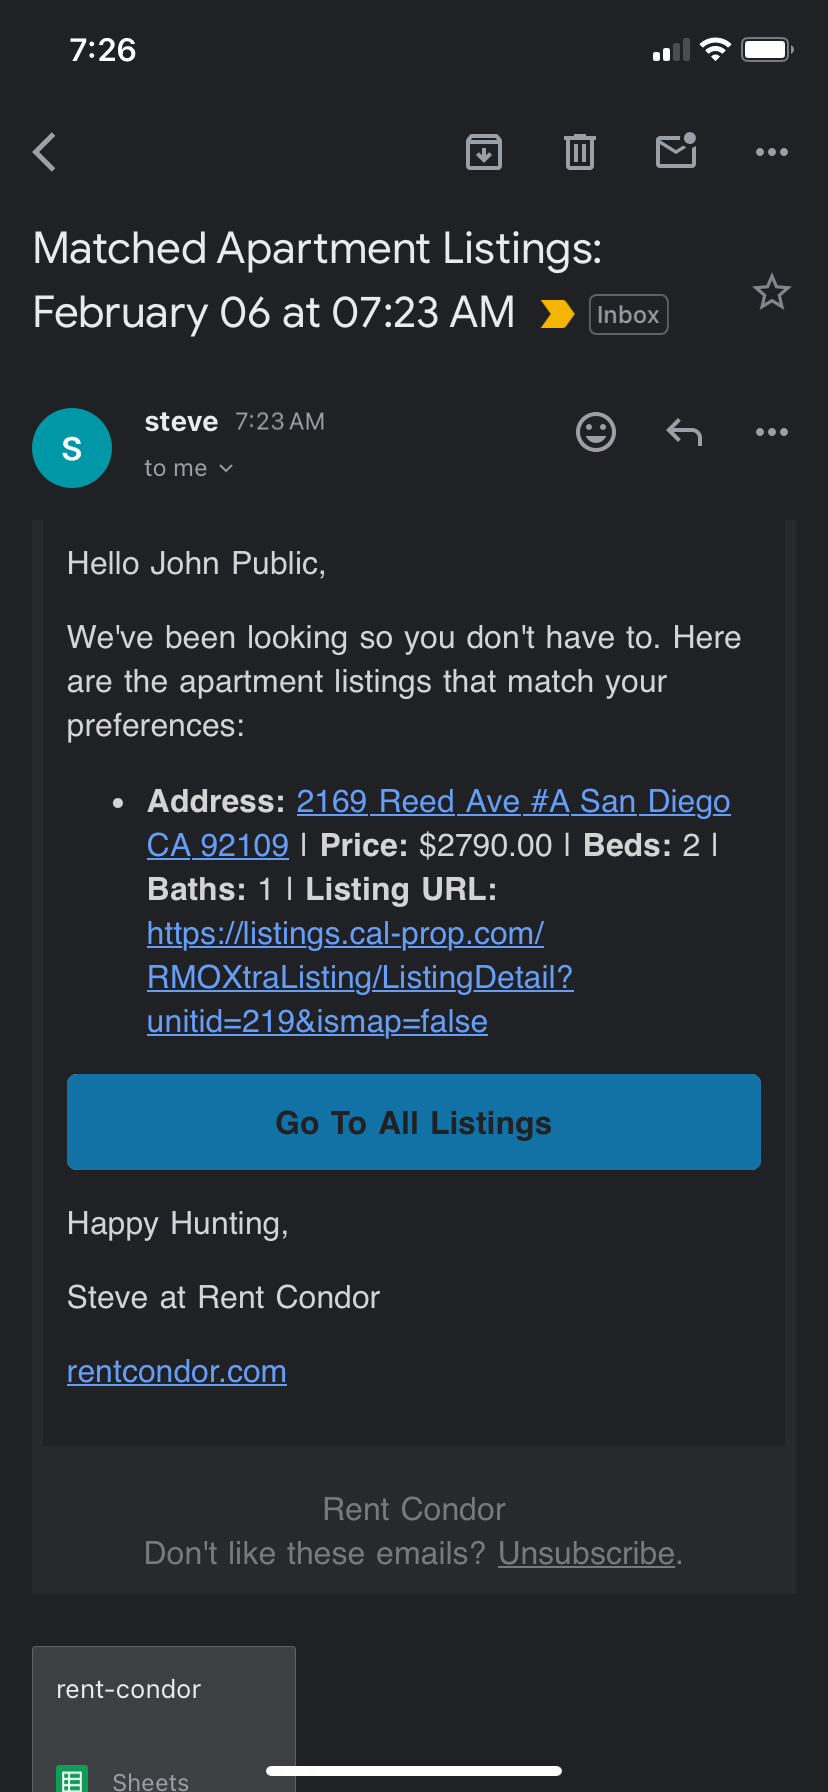 7:26
Matched Apartment Listings:
February 06 at 07:23 AM Inbox
S
steve 7:23 AM
to me
Hello John Public,
We've been looking so you don't have to. Here
are the apartment listings that match your
preferences:
• Address: 2169 Reed Ave #A San Diego
CA 92109 | Price: $2790.00 | Beds: 2 |
Baths: 1 | Listing URL:
https://listings.cal-prop.com/
RMOXtraListing/ListingDetail?
unitid=219&ismap=false
Go To All Listings
Happy Hunting,
Steve at Rent Condor
rentcondor.com
Rent Condor
Don't like these emails? Unsubscribe.
rent-condor
Sheets